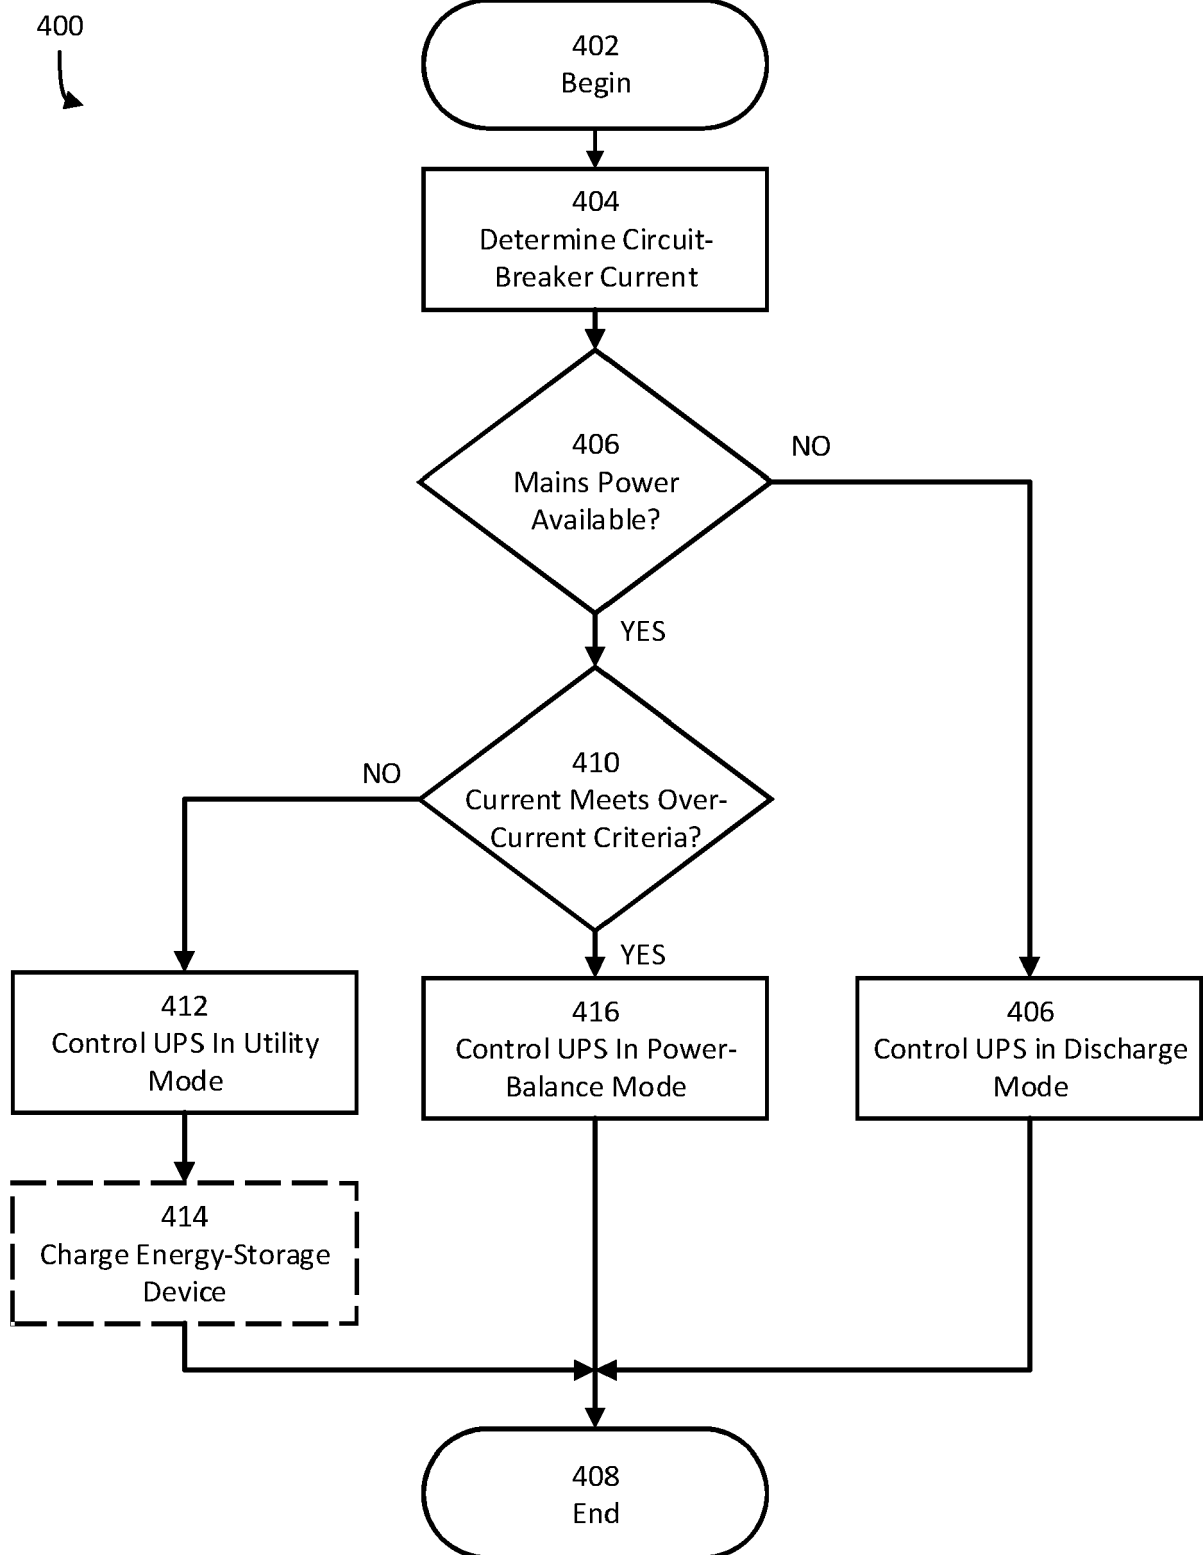 400
402
Begin
404
Determine Circuit-
Breaker Current
406
Mains Power
Available?
NO
YES
410
Current Meets Over-
Current Criteria?
NO
YES
412
Control UPS In Utility
Mode
416
Control UPS In Power-
Balance Mode
406
Control UPS in Discharge
Mode
414
Charge Energy-Storage
Device
408
End